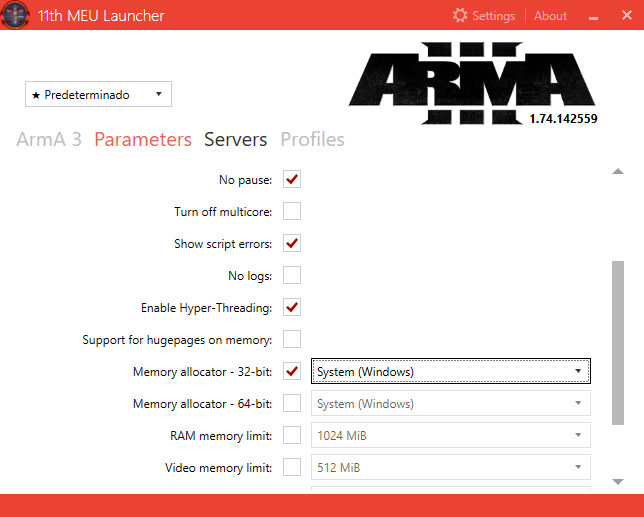 11th MEU Launcher Settings About
★ Predeterminado
ARMA III
1.74.142559
ArmA 3 Parameters Servers Profiles
No pause:
Turn off multicore:
Show script errors:
No logs:
Enable Hyper-Threading:
Support for hugepages on memory:
Memory allocator - 32-bit: System (Windows)
Memory allocator - 64-bit: System (Windows)
RAM memory limit: 1024 MiB
Video memory limit: 512 MiB